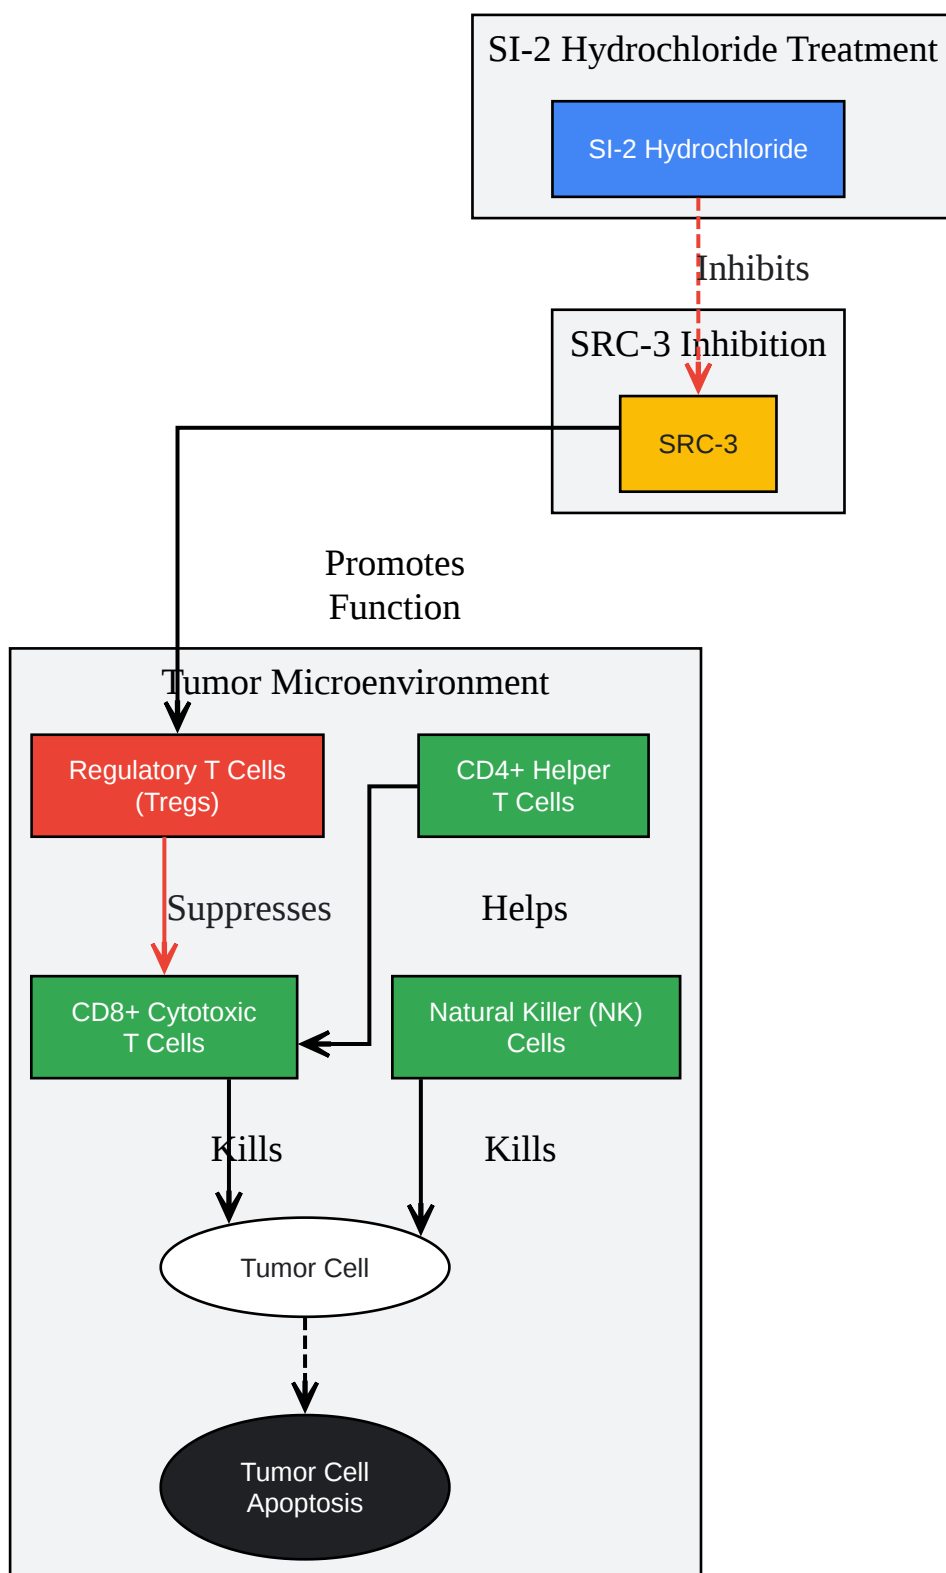 SI-2 Hydrochloride Treatment
SI-2 Hydrochloride
Inhibits
SRC-3 Inhibition
SRC-3
Promotes
Function
Tumor Microenvironment
Regulatory T Cells
(Tregs)
CD4+ Helper
T Cells
Suppresses
Helps
CD8+ Cytotoxic
T Cells
Natural Killer (NK)
Cells
Kills
Kills
Tumor Cell
Tumor Cell
Apoptosis